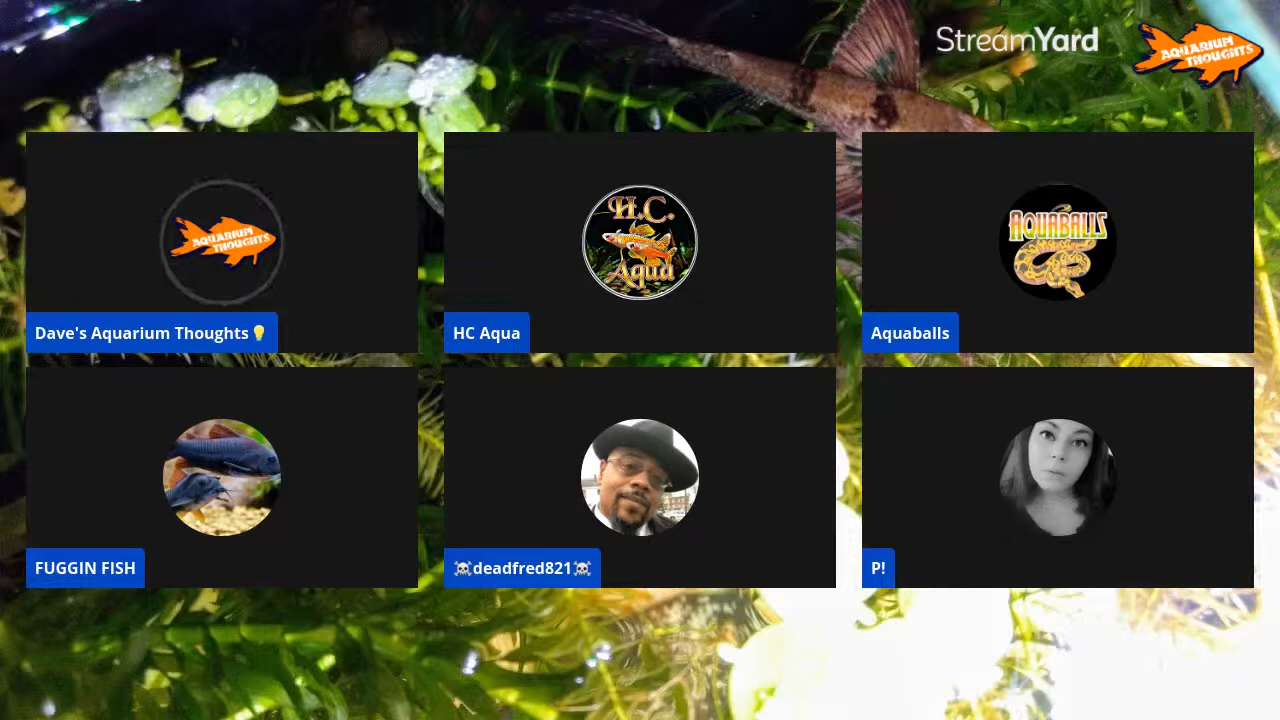 StreamYard
AQUARIUM
THOUGHTS
AQUARIUM
THOUGHTS
H.C.
Aqua
AQUABALLS
Dave's Aquarium Thoughts💡
HC Aqua
Aquaballs
FUGGIN FISH
☠️deadfred821☠️
P!